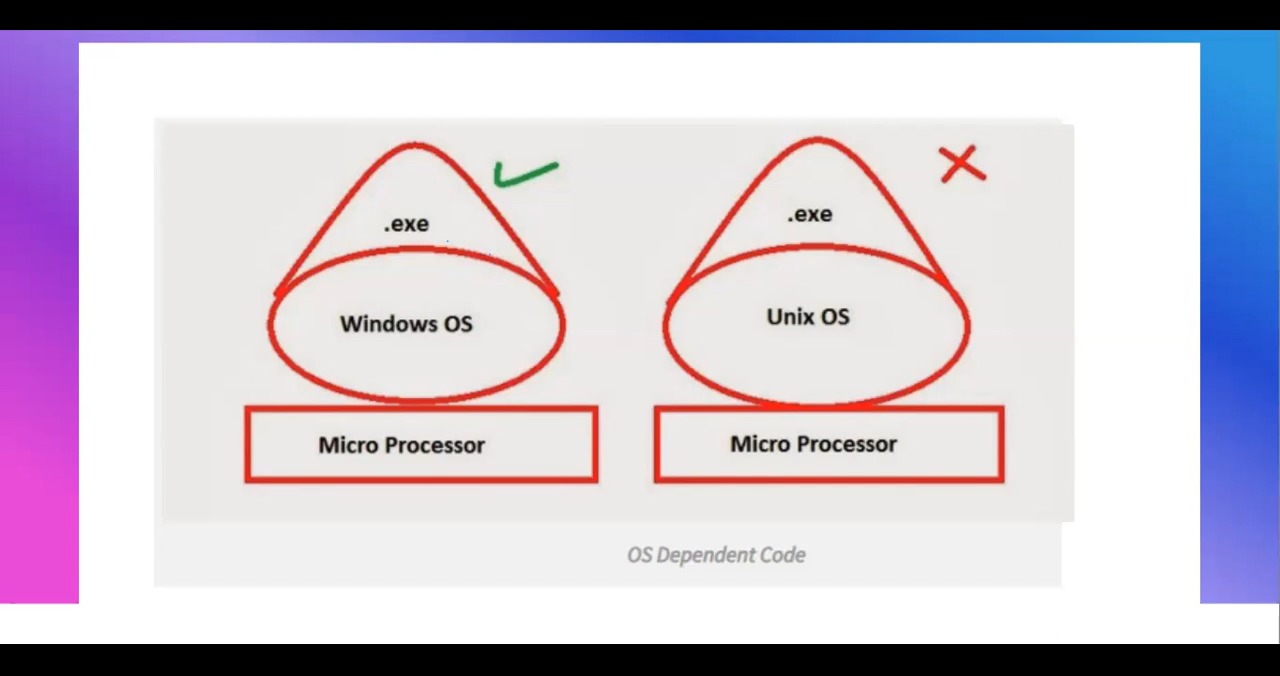 .exe
Windows OS
Micro Processor
.exe
Unix OS
Micro Processor
OS Dependent Code